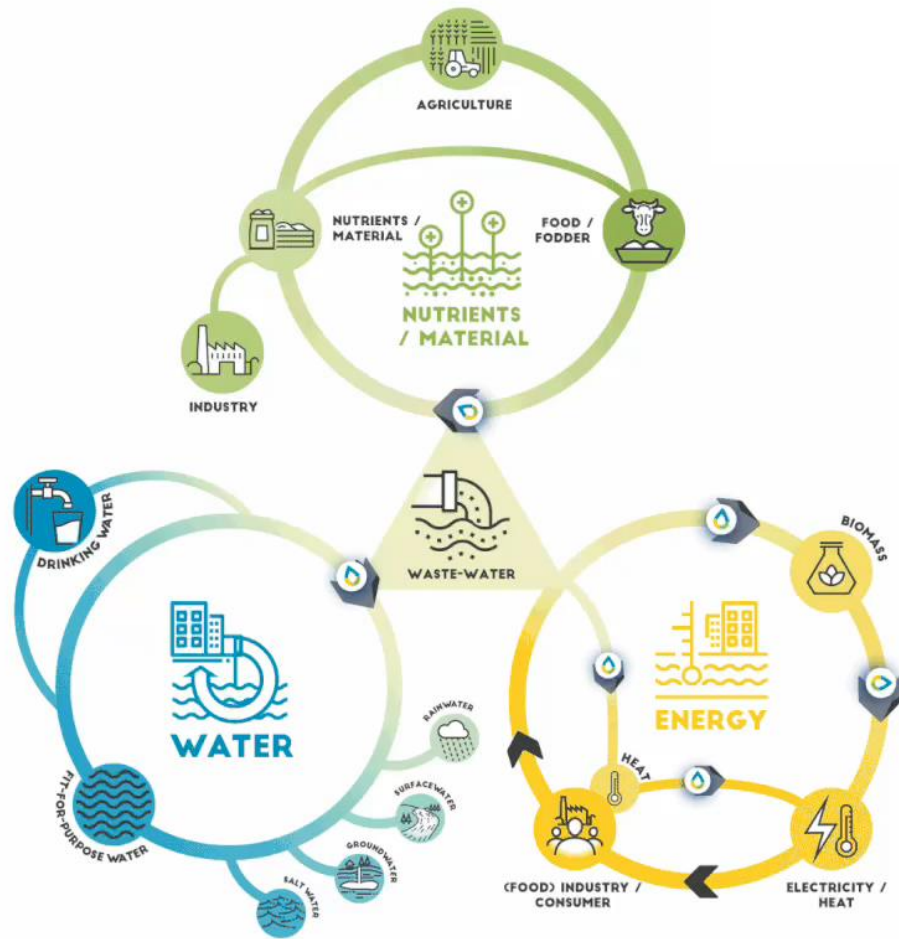 AGRICULTURE
NUTRIENTS /
MATERIAL
FOOD /
FODDER
NUTRIENTS
/ MATERIAL
INDUSTRY
WASTE-WATER
DRINKING WATER
WATER
FIT-FOR-PURPOSE WATER
RAINWATER
SURFACEWATER
GROUNDWATER
SALT WATER
BIOMASS
ENERGY
HEAT
(FOOD) INDUSTRY /
CONSUMER
ELECTRICITY /
HEAT